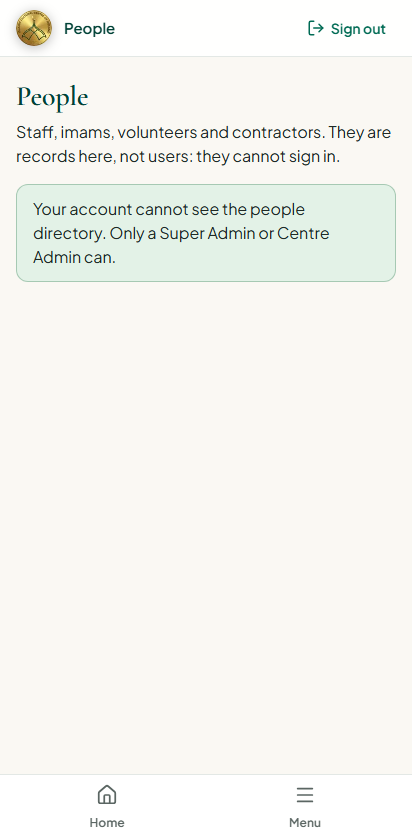 People
Sign out
People
Staff, imams, volunteers and contractors. They are
records here, not users: they cannot sign in.
Your account cannot see the people
directory. Only a Super Admin or Centre
Admin can.
Home
Menu